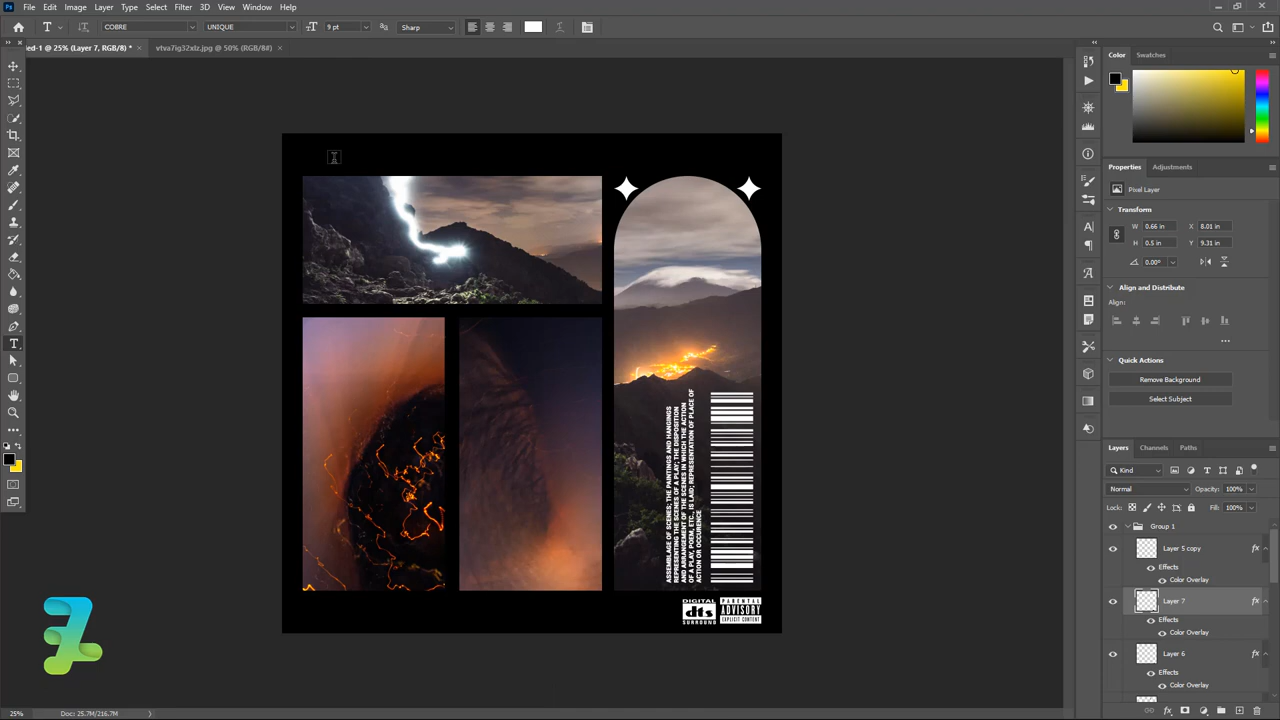 File Edit Image Layer Type Select Filter 3D View Window Help
COBRE UNIQUE 9 pt Sharp
ed-1 @ 25% (Layer 7, RGB/8) * vtva7ig32xlz.jpg @ 50% (RGB/8#)
Color Swatches
Properties Adjustments
Pixel Layer
Transform
W 0.66 in X 8.01 in
H 0.5 in Y 9.31 in
0.00°
Align and Distribute
Align:
Quick Actions
Remove Background
Select Subject
ASSEMBLAGE OF SCENES; THE PAINTINGS AND HANGINGS
REPRESENTING THE SCENES OF A PLAY; THE DISPOSITION
AND ARRANGEMENT OF THE SCENES IN WHICH THE ACTION
OF A PLAY, POEM, ETC., IS LAID; REPRESENTATION OF PLACE OF
ACTION OR OCCURENCE
DIGITAL
dts
SURROUND
PARENTAL
ADVISORY
EXPLICIT CONTENT
Layers Channels Paths
Kind
Normal Opacity: 100%
Lock: Fill: 100%
Group 1
Layer 5 copy fx
Effects
Color Overlay
Layer 7 fx
Effects
Color Overlay
Layer 6 fx
Effects
Color Overlay
25% Doc: 25.7M/216.7M